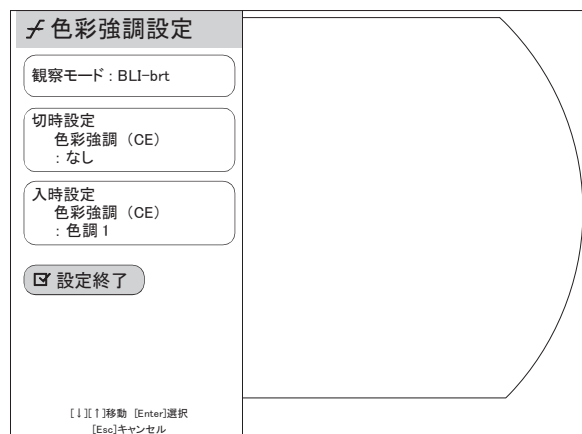 色彩強調設定
観察モード : BLI-brt
切時設定
色彩強調 (CE)
: なし
入時設定
色彩強調 (CE)
: 色調 1
設定終了
[↓][↑]移動 [Enter]選択
[Esc]キャンセル